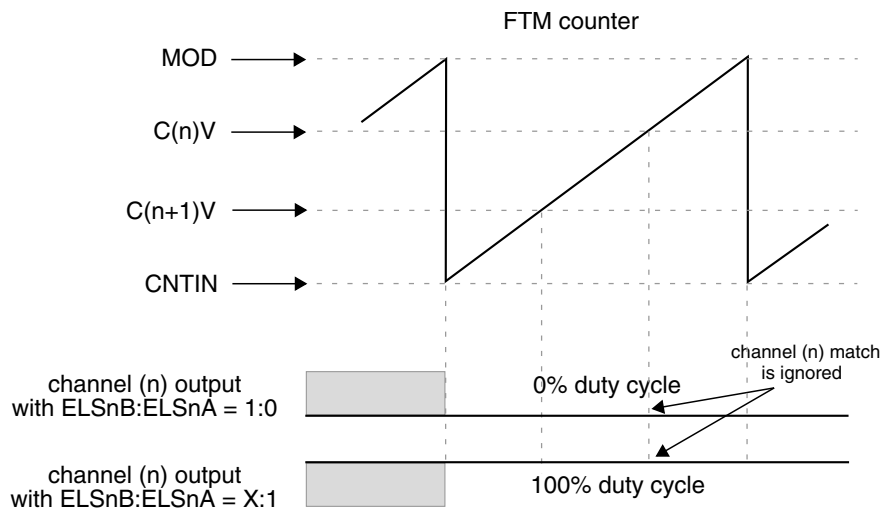 FTM counter
MOD
C(n)V
C(n+1)V
CNTIN
channel (n) match
is ignored
channel (n) output
with ELSnB:ELSnA = 1:0
0% duty cycle
channel (n) output
with ELSnB:ELSnA = X:1
100% duty cycle